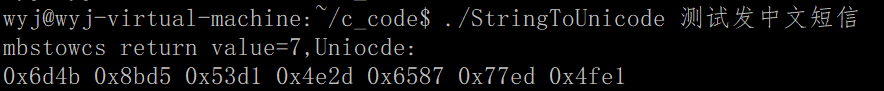 wyj@wyj-virtual-machine:~/c_code$ ./StringToUnicode 测试发中文短信
mbstowcs return value=7,Uniocde:
0x6d4b 0x8bd5 0x53d1 0x4e2d 0x6587 0x77ed 0x4fe1